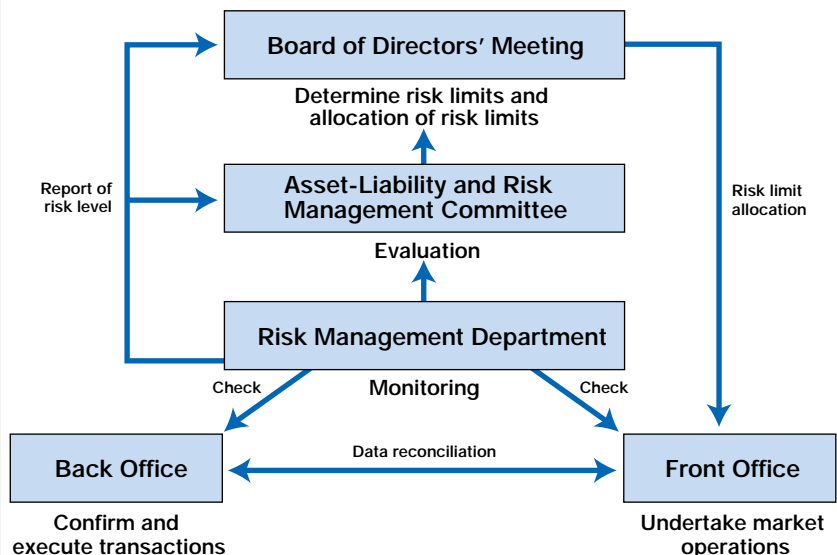 Board of Directors' Meeting
Determine risk limits and
allocation of risk limits
Report of
risk level
Asset-Liability and Risk
Management Committee
Risk limit
allocation
Evaluation
Risk Management Department
Check
Monitoring
Check
Back Office
Data reconciliation
Front Office
Confirm and
execute transactions
Undertake market
operations